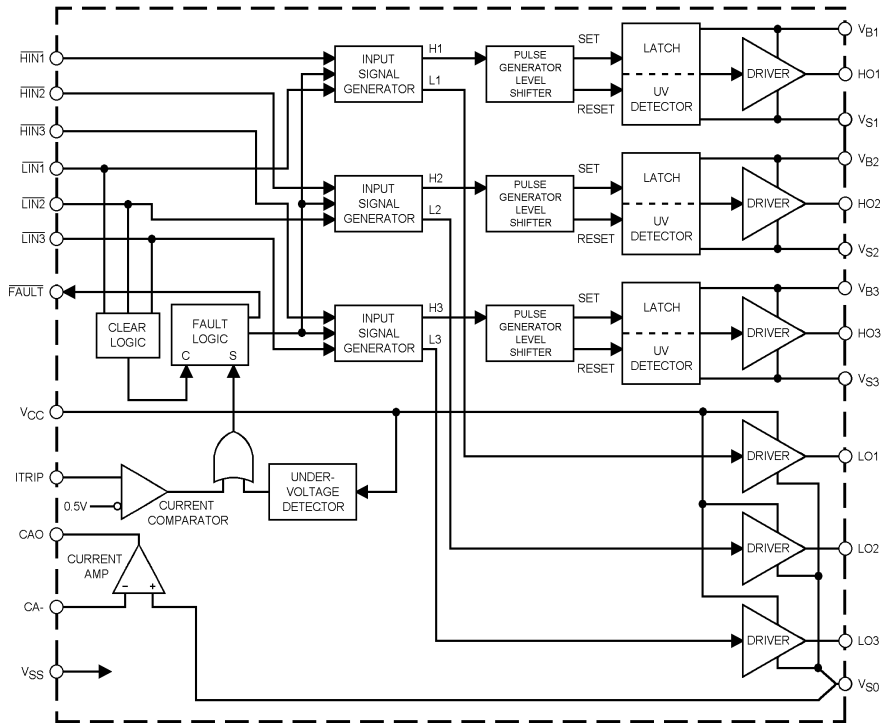 HIN1
HIN2
HIN3
LIN1
LIN2
LIN3
FAULT
VCC
ITRIP
0.5V
CAO
CA-
VSS
CLEAR
LOGIC
FAULT
LOGIC
C
S
CURRENT
COMPARATOR
UNDER-
VOLTAGE
DETECTOR
CURRENT
AMP
-
+
INPUT
SIGNAL
GENERATOR
H1
L1
PULSE
GENERATOR
LEVEL
SHIFTER
SET
RESET
LATCH
UV
DETECTOR
DRIVER
VB1
HO1
VS1
INPUT
SIGNAL
GENERATOR
H2
L2
PULSE
GENERATOR
LEVEL
SHIFTER
SET
RESET
LATCH
UV
DETECTOR
DRIVER
VB2
HO2
VS2
INPUT
SIGNAL
GENERATOR
H3
L3
PULSE
GENERATOR
LEVEL
SHIFTER
SET
RESET
LATCH
UV
DETECTOR
DRIVER
VB3
HO3
VS3
DRIVER
LO1
DRIVER
LO2
DRIVER
LO3
VS0